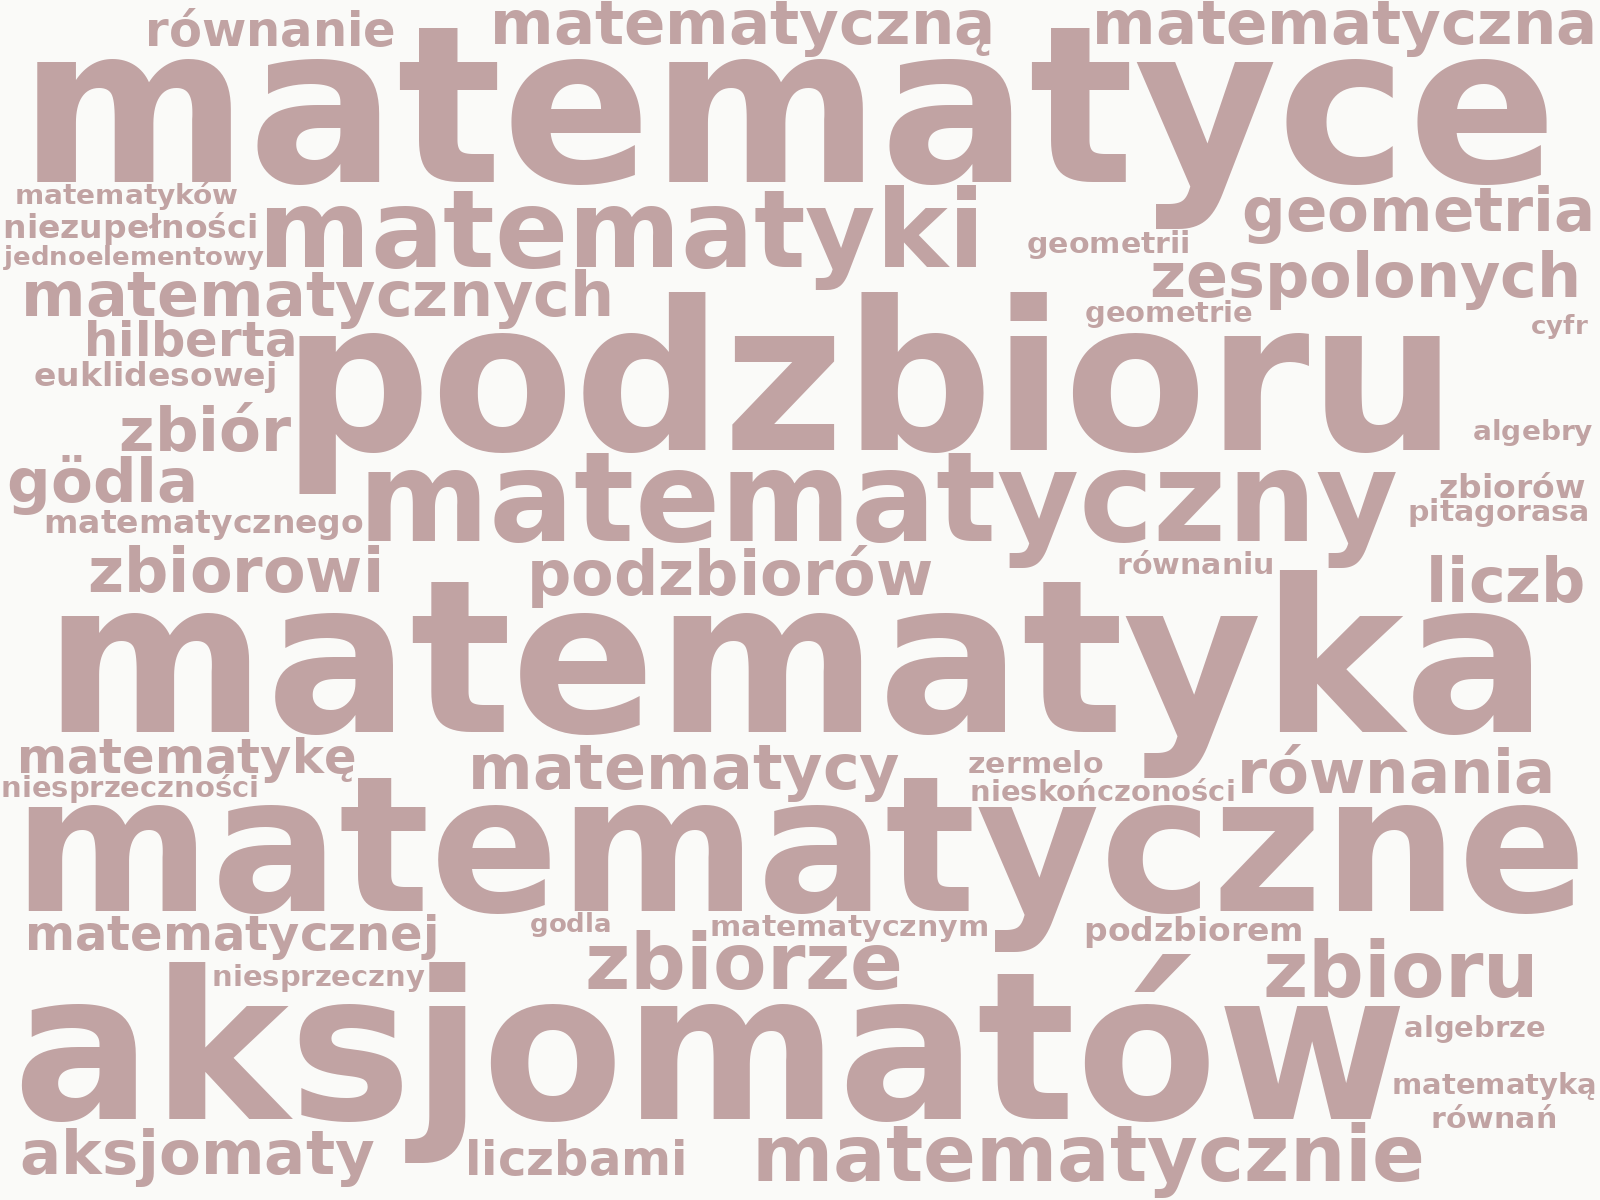 równanie matematyczną matematyczna
matematyce
matematyków
niezupełności matematyki geometria
jednoelementowy geometrii
matematycznych zespolonych
hilberta geometrie cyfr
euklidesowej podzbioru
zbiór algebry
gödla matematyczny zbiorów
matematycznego pitagorasa
zbiorowi podzbiorów równaniu liczb
matematyka
matematykę matematycy zermelo równania
niesprzeczności nieskończoności
matematyczne
matematycznej godla matematycznym podzbiorem
niesprzeczny zbiorze zbioru
aksjomatów algebrze
matematyką
równań
aksjomaty liczbami matematycznie